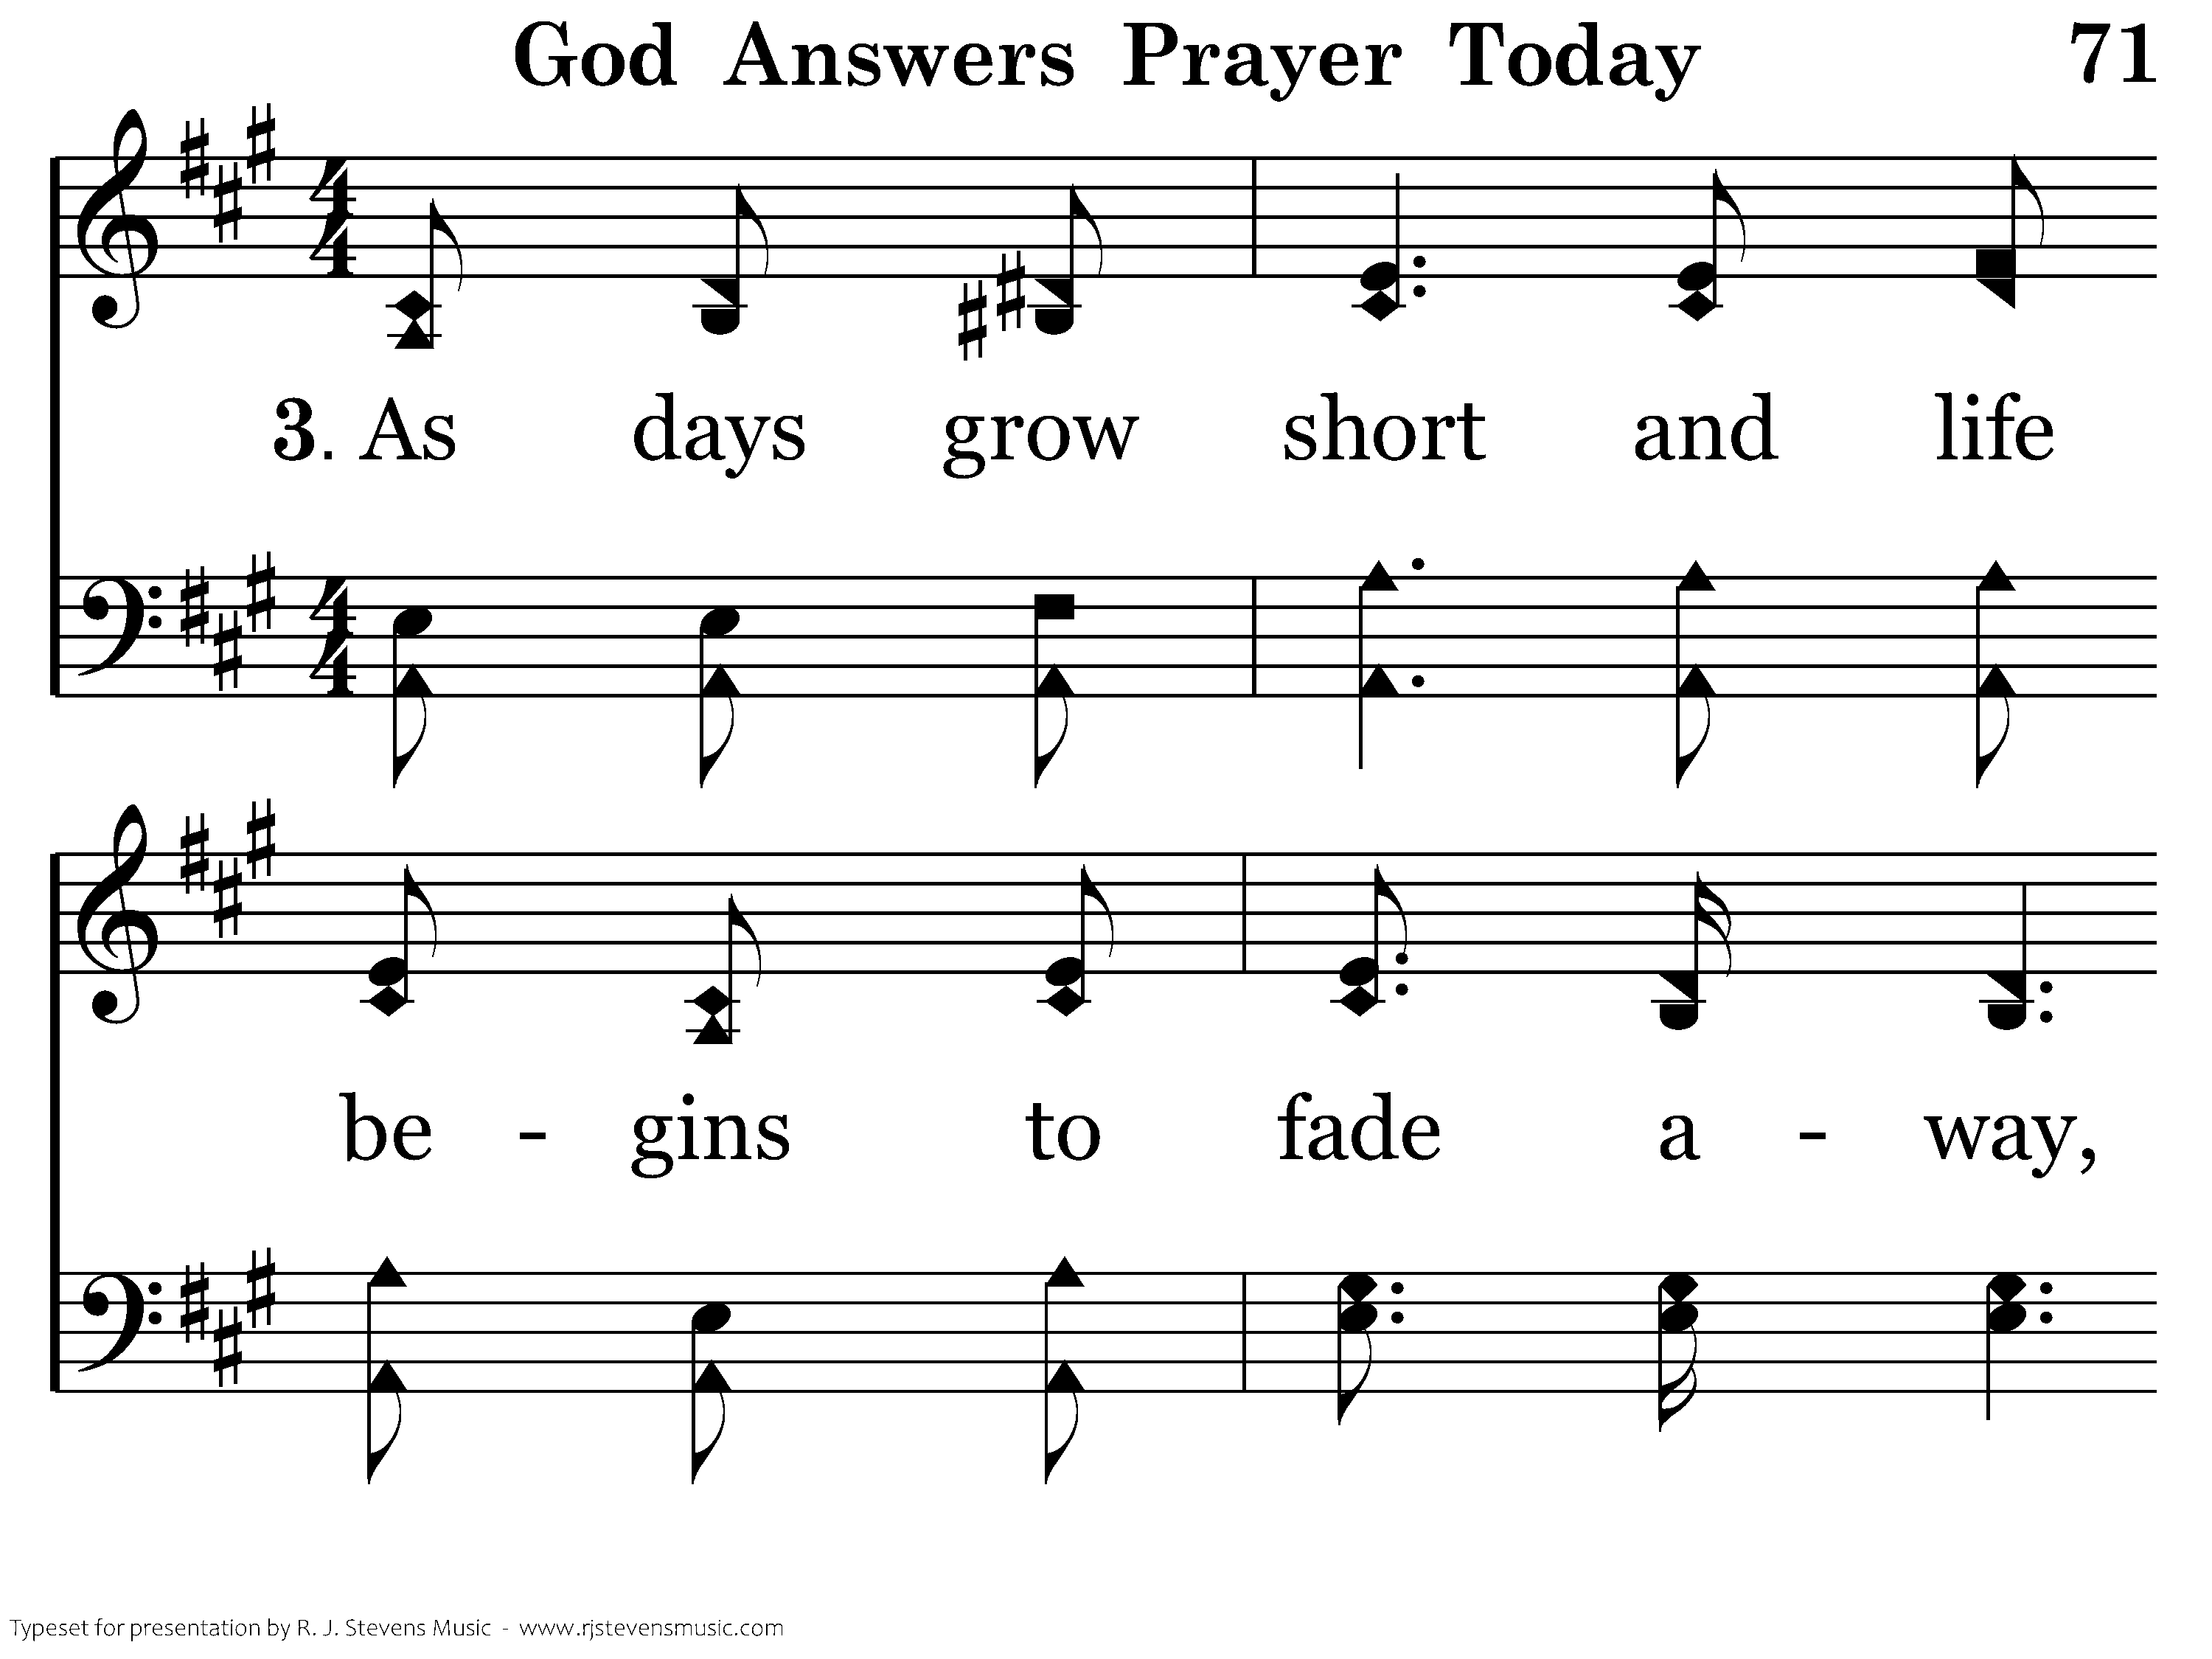 God Answers Prayer Today 71
3. As days grow short and life
be - gins to fade a - way,
Typeset for presentation by R. J. Stevens Music - www.rjstevensmusic.com